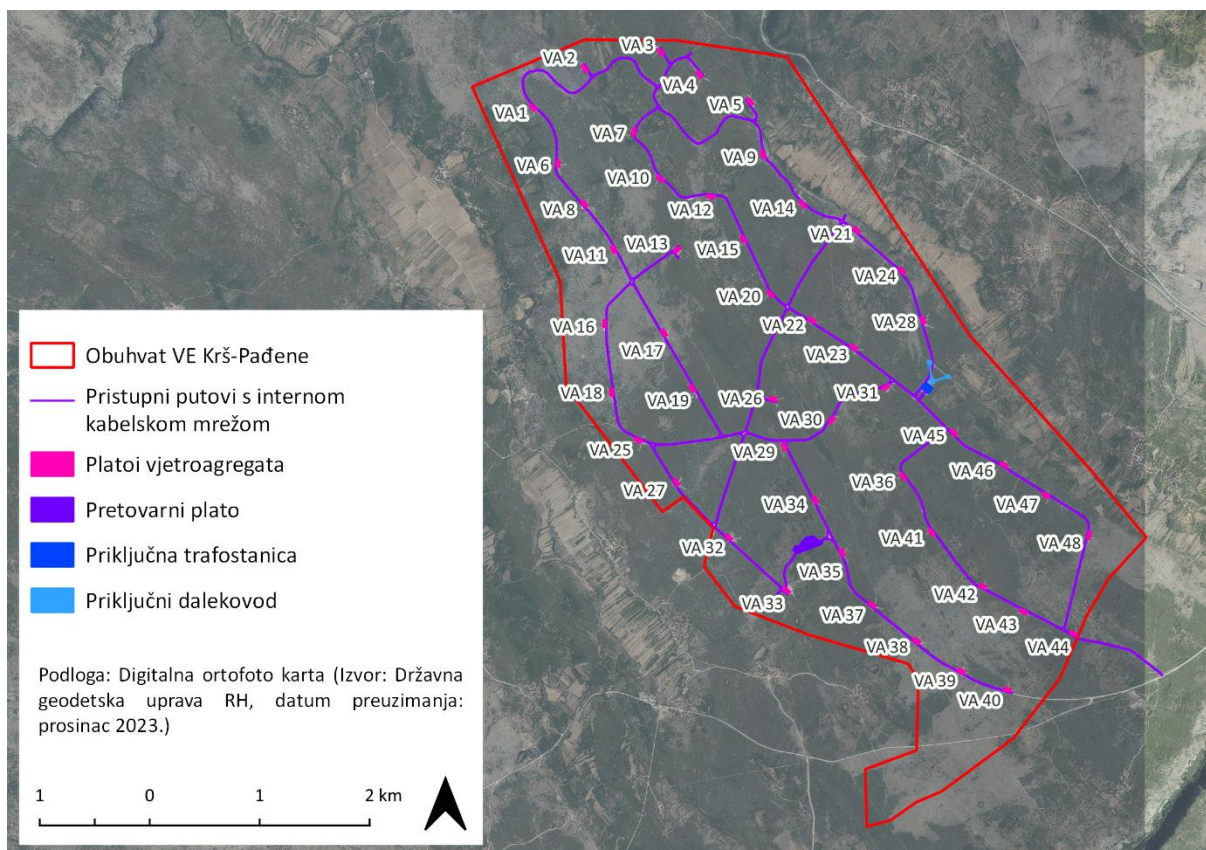 VA 3
VA 2
VA 4
VA 1
VA 5
VA 7
VA 9
VA 6
VA 10
VA 8
VA 12
VA 14
VA 13
VA 15
VA 21
VA 11
VA 24
VA 20
VA 16
VA 22
VA 28
VA 17
VA 23
VA 18
VA 19
VA 26
VA 31
VA 30
VA 25
VA 29
VA 45
VA 46
VA 36
VA 27
VA 34
VA 47
VA 32
VA 41
VA 48
VA 35
VA 33
VA 37
VA 42
VA 43
VA 38
VA 44
VA 39
VA 40
Obuhvat VE Krš-Pađene
Pristupni putovi s internom
kabelskom mrežom
Platoi vjetroagregata
Pretovarni plato
Priključna trafostanica
Priključni dalekovod
Podloga: Digitalna ortofoto karta (Izvor: Državna
geodetska uprava RH, datum preuzimanja:
prosinac 2023.)
1 0 1 2 km